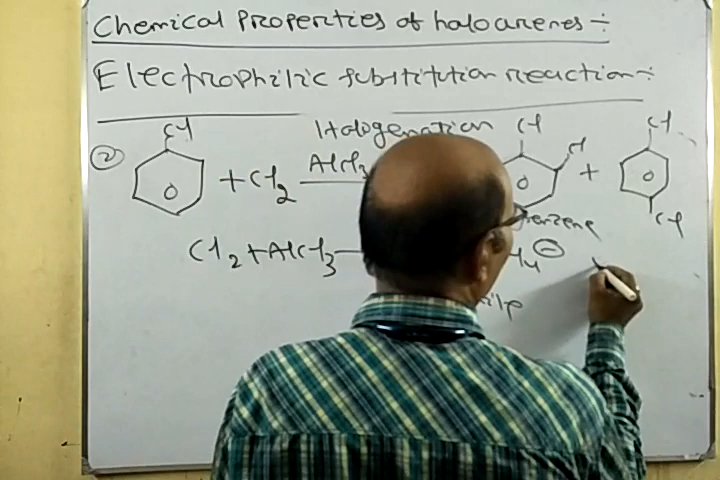 Chemical Properties of haloarenes ÷
Electrophilic substitution reaction ÷
Halogenation
② Cl + Cl2 AlCl3 Cl Cl + Cl
Cl
Cl2 + AlCl3